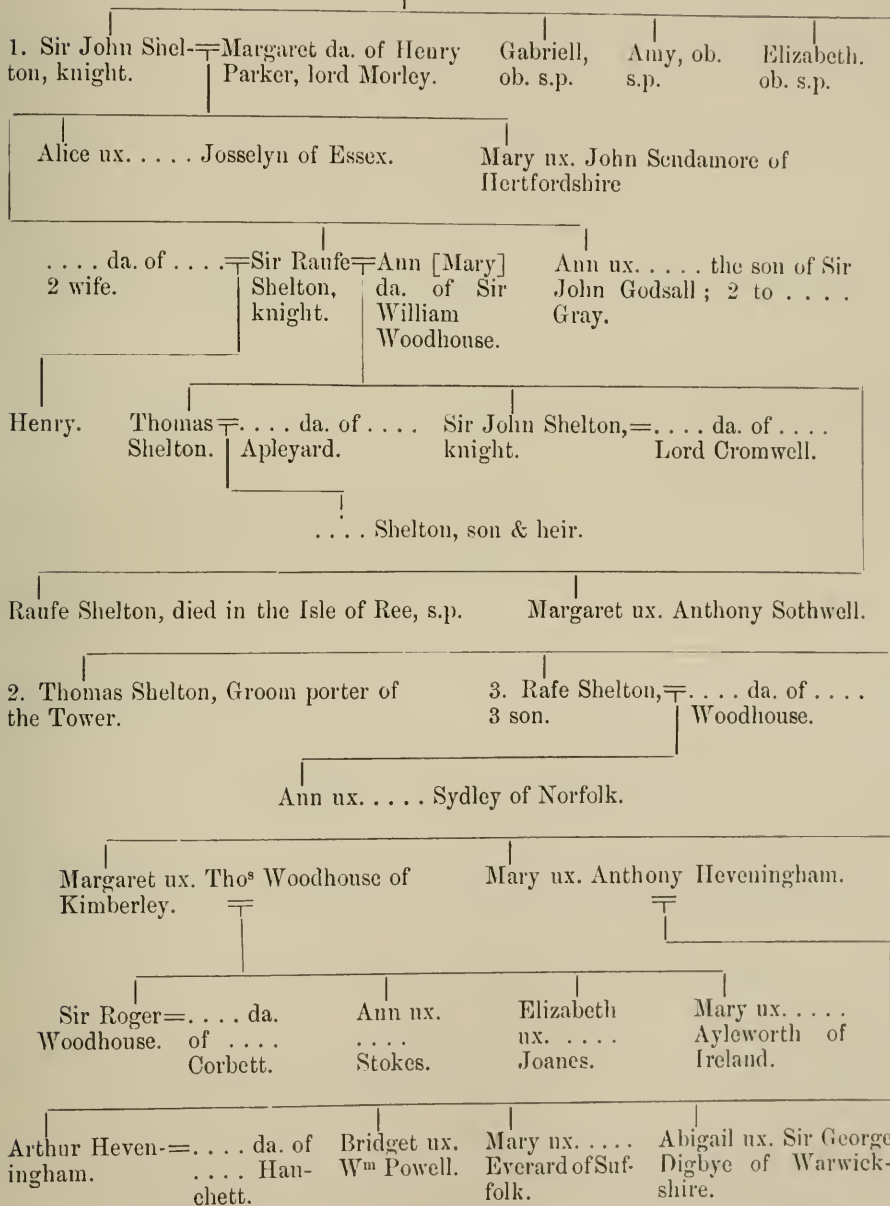 1. Sir John Shel-=Margaret da. of Henry Gabriell, Amy, ob. Elizabeth.
ton, knight. Parker, lord Morley. ob. s.p. s.p. ob. s.p.
Alice ux. . . . . Josselyn of Essex. Mary ux. John Scudamore of
Hertfordshire
. . . . da. of . . . .=Sir Raufe=Ann [Mary] Ann ux. . . . . the son of Sir
2 wife. Shelton, da. of Sir John Godsall ; 2 to . . . .
knight. William Gray.
Woodhouse.
Henry. Thomas=. . . . da. of . . . . Sir John Shelton,=. . . . da. of . . . .
Shelton. Apleyard. knight. Lord Cromwell.
. . . . Shelton, son & heir.
Raufe Shelton, died in the Isle of Ree, s.p. Margaret ux. Anthony Sothwell.
2. Thomas Shelton, Groom porter of 3. Rafe Shelton,=. . . . da. of . . . .
the Tower. 3 son. Woodhouse.
Ann ux. . . . . Sydley of Norfolk.
Margaret ux. Thoˢ Woodhouse of Mary ux. Anthony Heveningham.
Kimberley.
Sir Roger=. . . . da. Ann ux. Elizabeth Mary ux. . . . .
Woodhouse. of . . . . . . . . ux. . . . . Ayleworth of
Corbett. Stokes. Joanes. Ireland.
Arthur Heven-=. . . . da. of Bridget ux. Mary ux. . . . . Abigail ux. Sir George
ingham. . . . . Han- Wᵐ Powell. Everard of Suf- Digbye of Warwick-
chett. folk. shire.